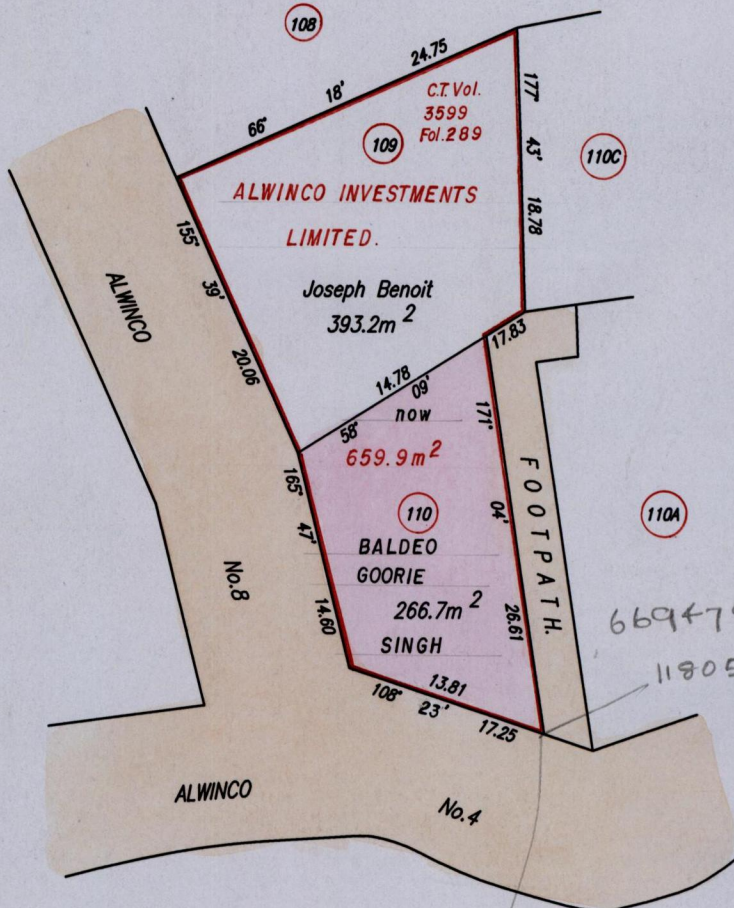 108
24.75
18'
66°
C.T. Vol.
3599
Fol. 289
177°
43'
18.78
109
110C
ALWINCO INVESTMENTS
LIMITED.
155°
39'
20.06
Joseph Benoit
393.2m²
ALWINCO
17.83
14.78
09'
58°
now
171°
04'
26.61
659.9m²
FOOTPATH.
165°
47'
14.60
110
110A
BALDEO
GOORIE
266.7m²
SINGH
No.8
13.81
108°
23'
17.25
11805
ALWINCO
No.4